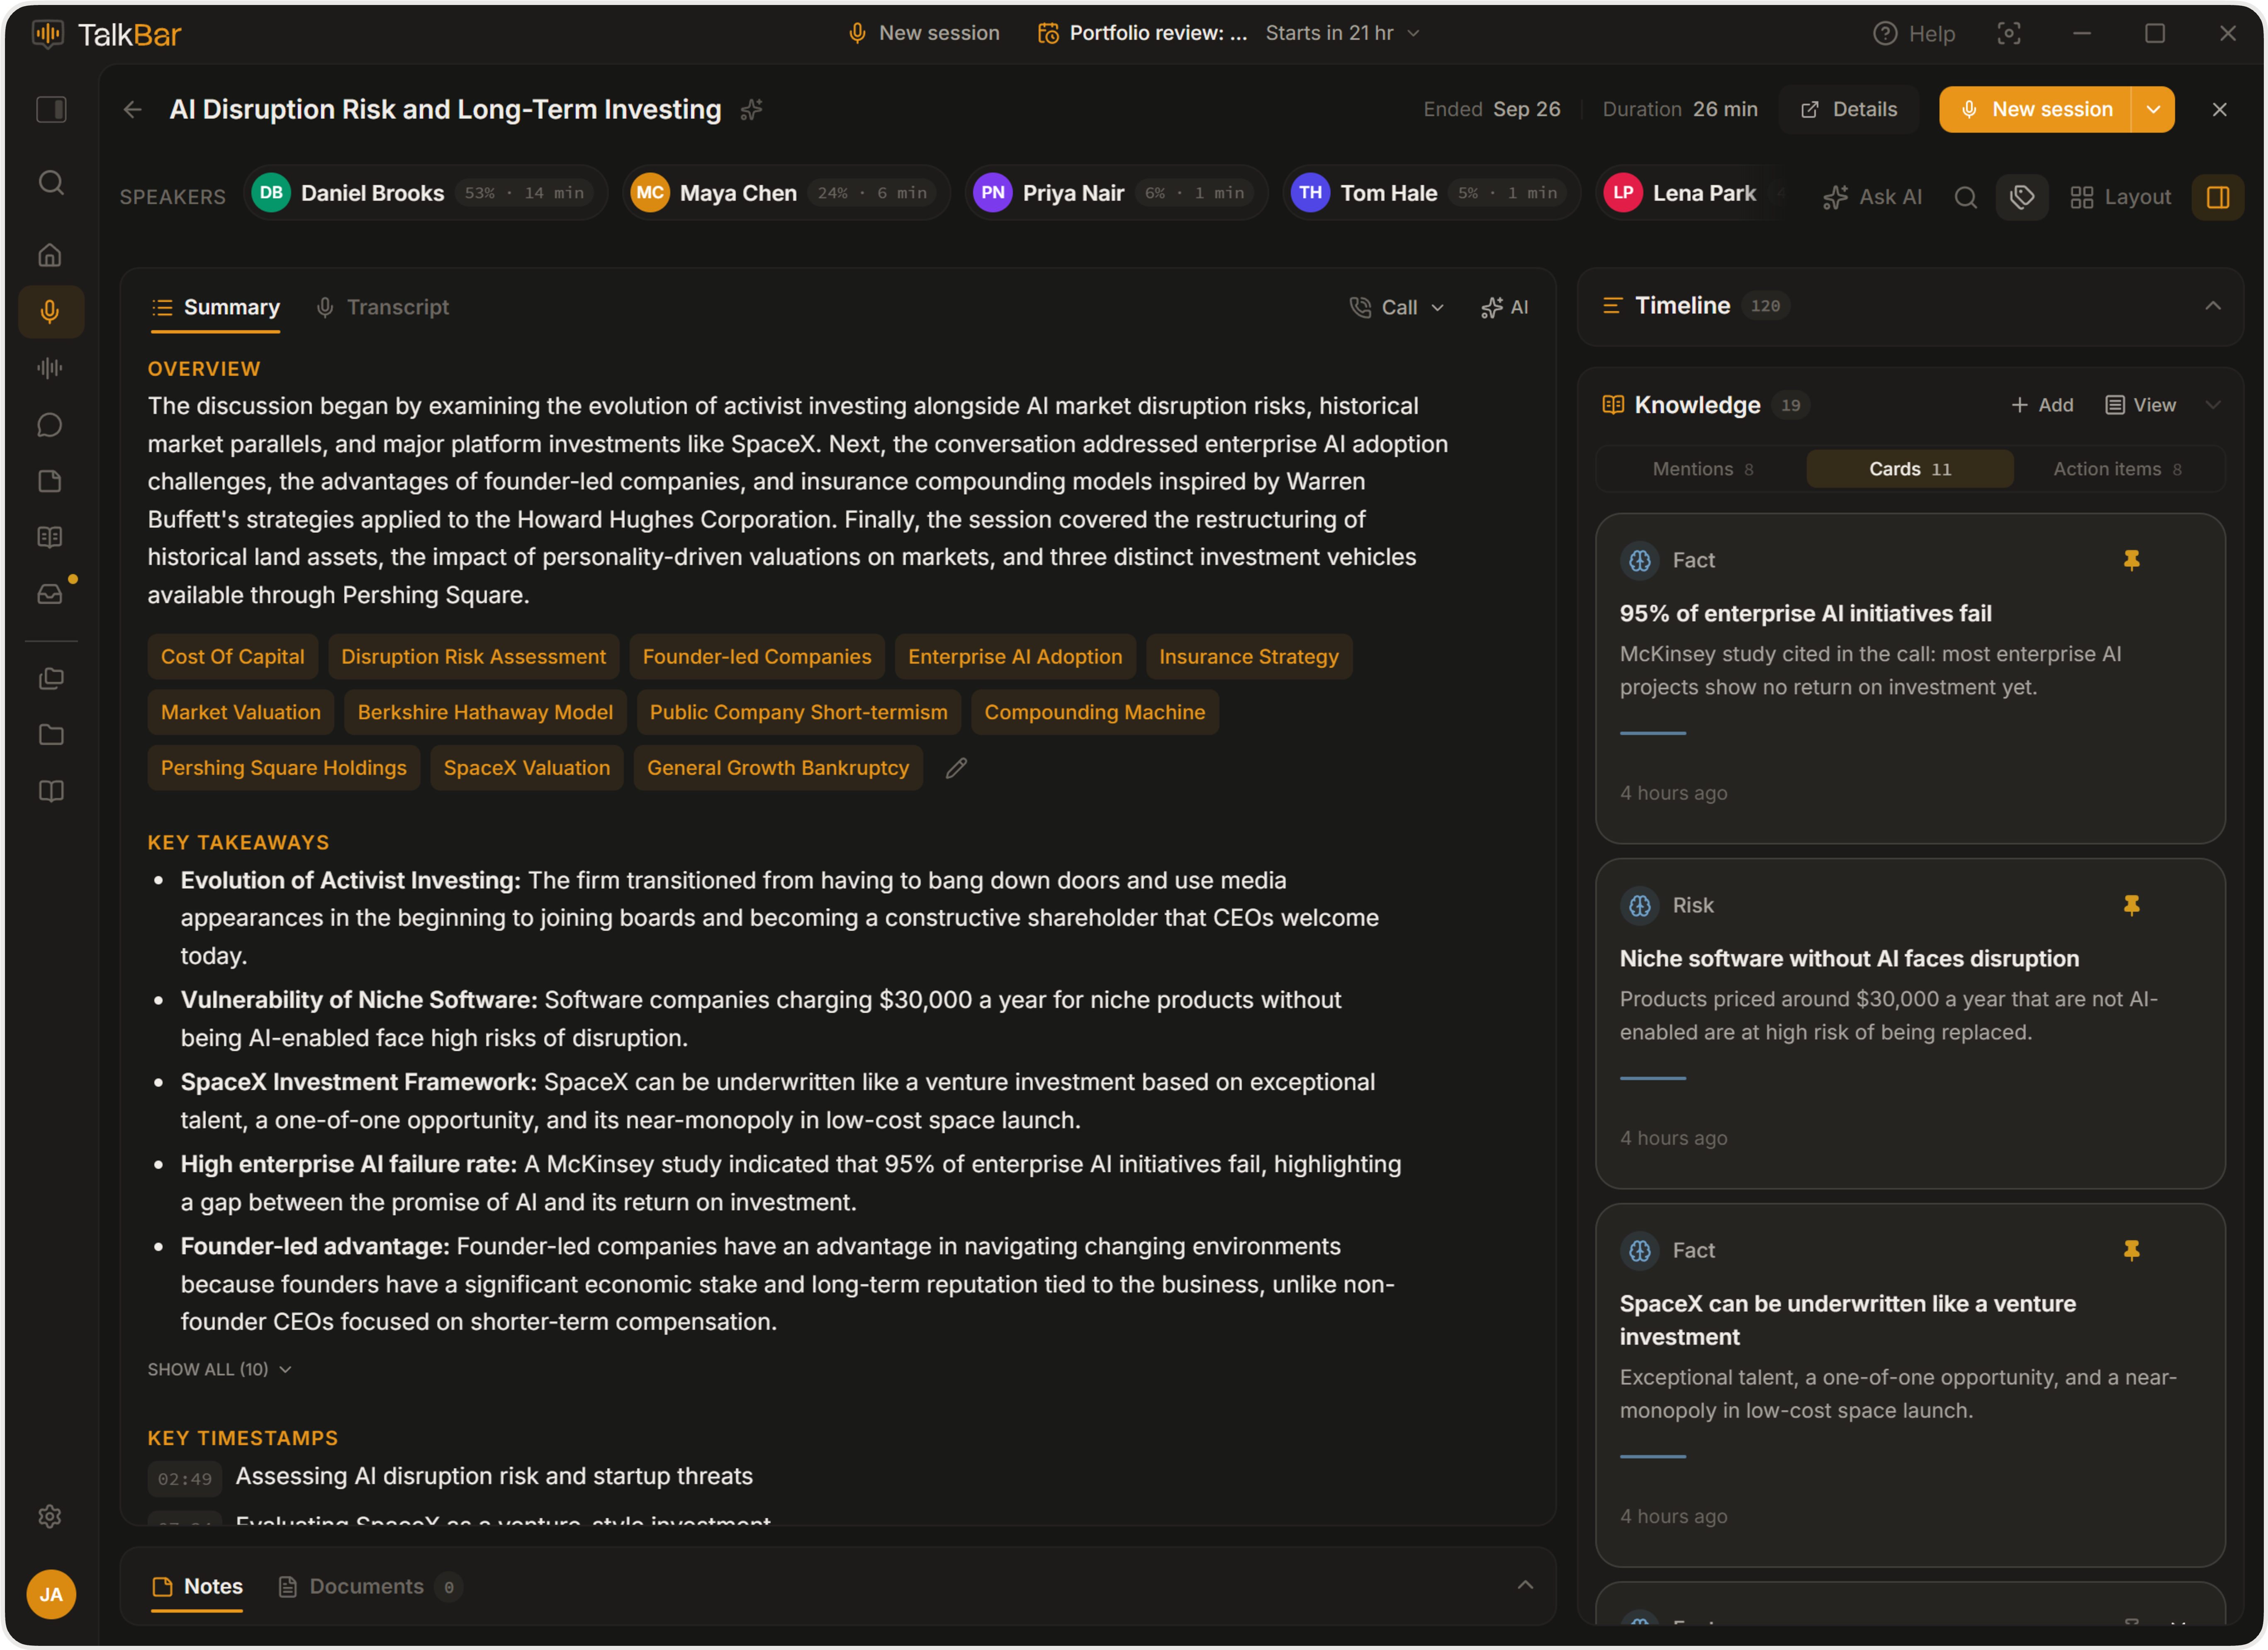 TalkBar
New session
Portfolio review: ... Starts in 21 hr
Help
AI Disruption Risk and Long-Term Investing
Ended Sep 26
Duration 26 min
Details
New session
SPEAKERS
DB Daniel Brooks 53% · 14 min
MC Maya Chen 24% · 6 min
PN Priya Nair 6% · 1 min
TH Tom Hale 5% · 1 min
LP Lena Park
Ask AI
Layout
Summary
Transcript
Call
AI
OVERVIEW
The discussion began by examining the evolution of activist investing alongside AI market disruption risks, historical
market parallels, and major platform investments like SpaceX. Next, the conversation addressed enterprise AI adoption
challenges, the advantages of founder-led companies, and insurance compounding models inspired by Warren
Buffett's strategies applied to the Howard Hughes Corporation. Finally, the session covered the restructuring of
historical land assets, the impact of personality-driven valuations on markets, and three distinct investment vehicles
available through Pershing Square.
Cost Of Capital
Disruption Risk Assessment
Founder-led Companies
Enterprise AI Adoption
Insurance Strategy
Market Valuation
Berkshire Hathaway Model
Public Company Short-termism
Compounding Machine
Pershing Square Holdings
SpaceX Valuation
General Growth Bankruptcy
KEY TAKEAWAYS
• Evolution of Activist Investing: The firm transitioned from having to bang down doors and use media
appearances in the beginning to joining boards and becoming a constructive shareholder that CEOs welcome
today.
• Vulnerability of Niche Software: Software companies charging $30,000 a year for niche products without
being AI-enabled face high risks of disruption.
• SpaceX Investment Framework: SpaceX can be underwritten like a venture investment based on exceptional
talent, a one-of-one opportunity, and its near-monopoly in low-cost space launch.
• High enterprise AI failure rate: A McKinsey study indicated that 95% of enterprise AI initiatives fail, highlighting
a gap between the promise of AI and its return on investment.
• Founder-led advantage: Founder-led companies have an advantage in navigating changing environments
because founders have a significant economic stake and long-term reputation tied to the business, unlike non-
founder CEOs focused on shorter-term compensation.
SHOW ALL (10)
KEY TIMESTAMPS
02:49 Assessing AI disruption risk and startup threats
Evaluating SpaceX as a venture-style investment
Notes
Documents 0
JA
Timeline 120
Knowledge 19
Add
View
Mentions 8
Cards 11
Action items 8
Fact
95% of enterprise AI initiatives fail
McKinsey study cited in the call: most enterprise AI
projects show no return on investment yet.
4 hours ago
Risk
Niche software without AI faces disruption
Products priced around $30,000 a year that are not AI-
enabled are at high risk of being replaced.
4 hours ago
Fact
SpaceX can be underwritten like a venture
investment
Exceptional talent, a one-of-one opportunity, and a near-
monopoly in low-cost space launch.
4 hours ago